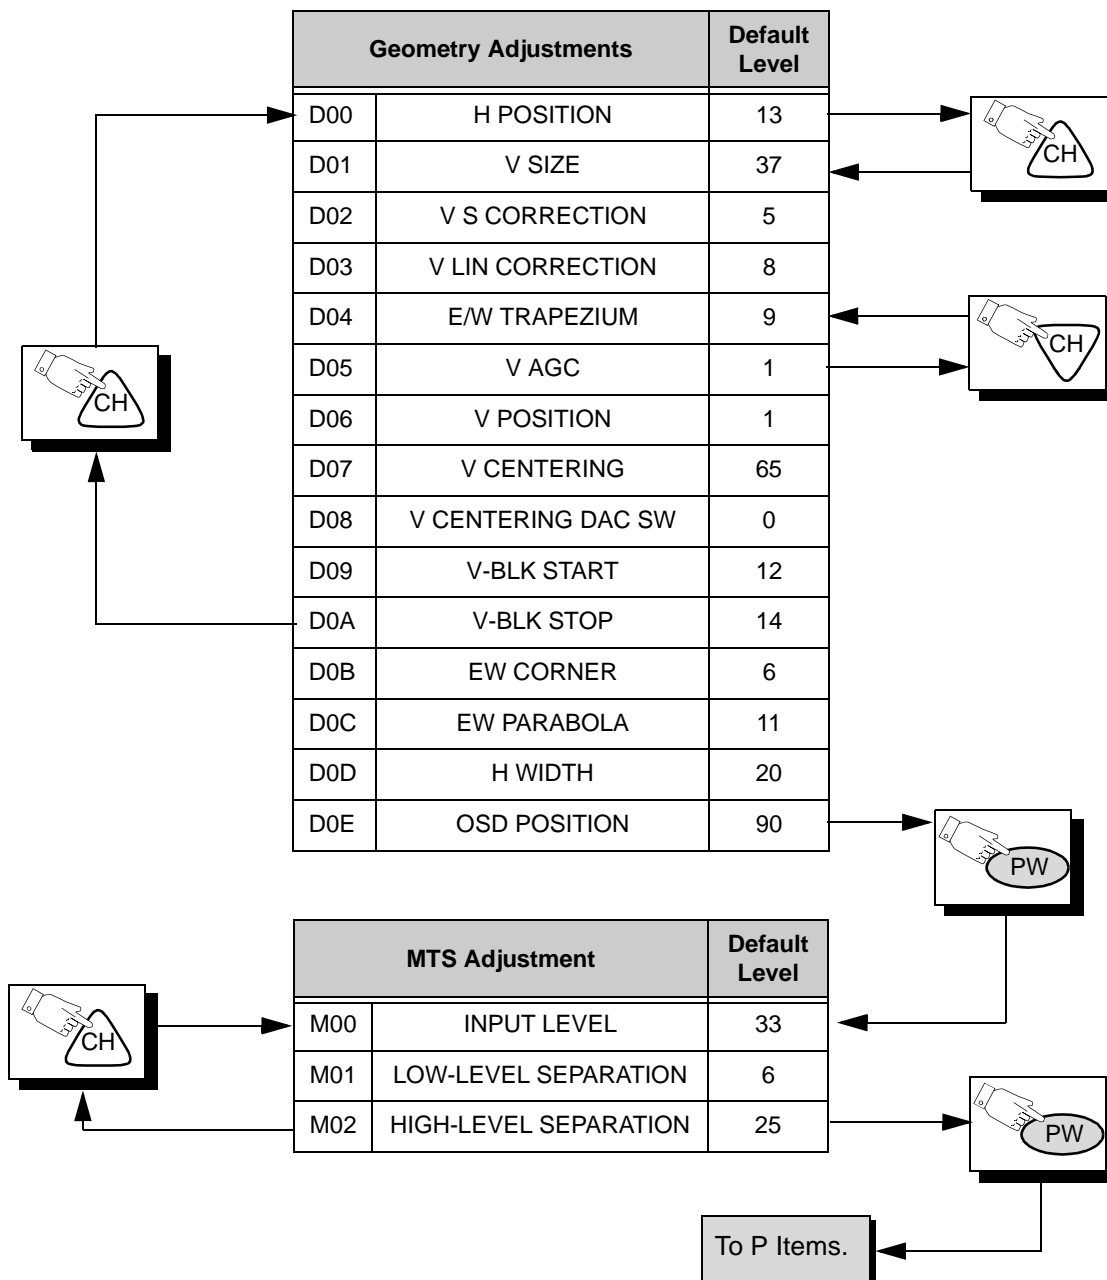 Geometry Adjustments Default Level
D00 H POSITION 13
CH
D01 V SIZE 37
D02 V S CORRECTION 5
D03 V LIN CORRECTION 8
D04 E/W TRAPEZIUM 9
CH
D05 V AGC 1
CH
D06 V POSITION 1
D07 V CENTERING 65
D08 V CENTERING DAC SW 0
D09 V-BLK START 12
D0A V-BLK STOP 14
D0B EW CORNER 6
D0C EW PARABOLA 11
D0D H WIDTH 20
D0E OSD POSITION 90
PW
MTS Adjustment Default Level
M00 INPUT LEVEL 33
CH
M01 LOW-LEVEL SEPARATION 6
M02 HIGH-LEVEL SEPARATION 25
PW
To P Items.